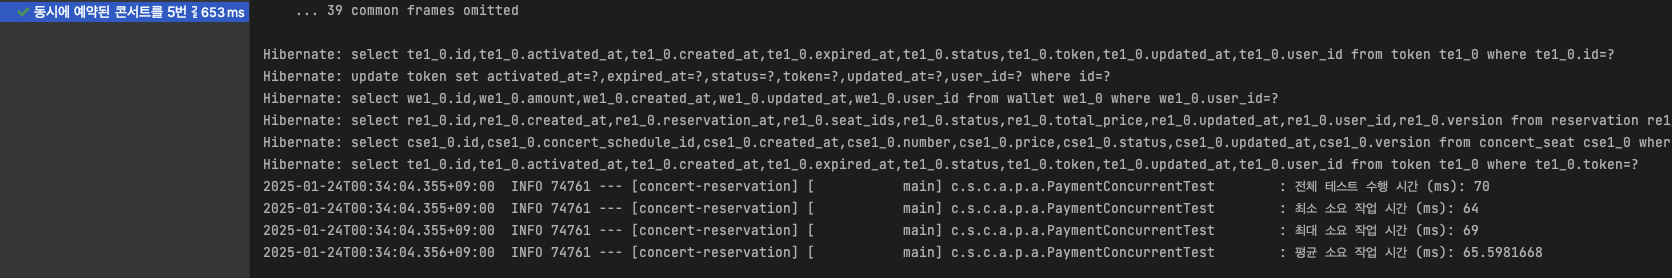 동시에 예약된 콘서트를 5번 653 ms
... 39 common frames omitted
Hibernate: select te1_0.id,te1_0.activated_at,te1_0.created_at,te1_0.expired_at,te1_0.status,te1_0.token,te1_0.updated_at,te1_0.user_id from token te1_0 where te1_0.id=?
Hibernate: update token set activated_at=?,expired_at=?,status=?,token=?,updated_at=?,user_id=? where id=?
Hibernate: select we1_0.id,we1_0.amount,we1_0.created_at,we1_0.updated_at,we1_0.user_id from wallet we1_0 where we1_0.user_id=?
Hibernate: select re1_0.id,re1_0.created_at,re1_0.reservation_at,re1_0.seat_ids,re1_0.status,re1_0.total_price,re1_0.updated_at,re1_0.user_id,re1_0.version from reservation re1
Hibernate: select cse1_0.id,cse1_0.concert_schedule_id,cse1_0.created_at,cse1_0.number,cse1_0.price,cse1_0.status,cse1_0.updated_at,cse1_0.version from concert_seat cse1_0 wher
Hibernate: select te1_0.id,te1_0.activated_at,te1_0.created_at,te1_0.expired_at,te1_0.status,te1_0.token,te1_0.updated_at,te1_0.user_id from token te1_0 where te1_0.token=?
2025-01-24T00:34:04.355+09:00  INFO 74761 --- [concert-reservation] [           main] c.s.c.a.p.a.PaymentConcurrentTest        : 전체 테스트 수행 시간 (ms): 70
2025-01-24T00:34:04.355+09:00  INFO 74761 --- [concert-reservation] [           main] c.s.c.a.p.a.PaymentConcurrentTest        : 최소 소요 작업 시간 (ms): 64
2025-01-24T00:34:04.355+09:00  INFO 74761 --- [concert-reservation] [           main] c.s.c.a.p.a.PaymentConcurrentTest        : 최대 소요 작업 시간 (ms): 69
2025-01-24T00:34:04.356+09:00  INFO 74761 --- [concert-reservation] [           main] c.s.c.a.p.a.PaymentConcurrentTest        : 평균 소요 작업 시간 (ms): 65.5981668